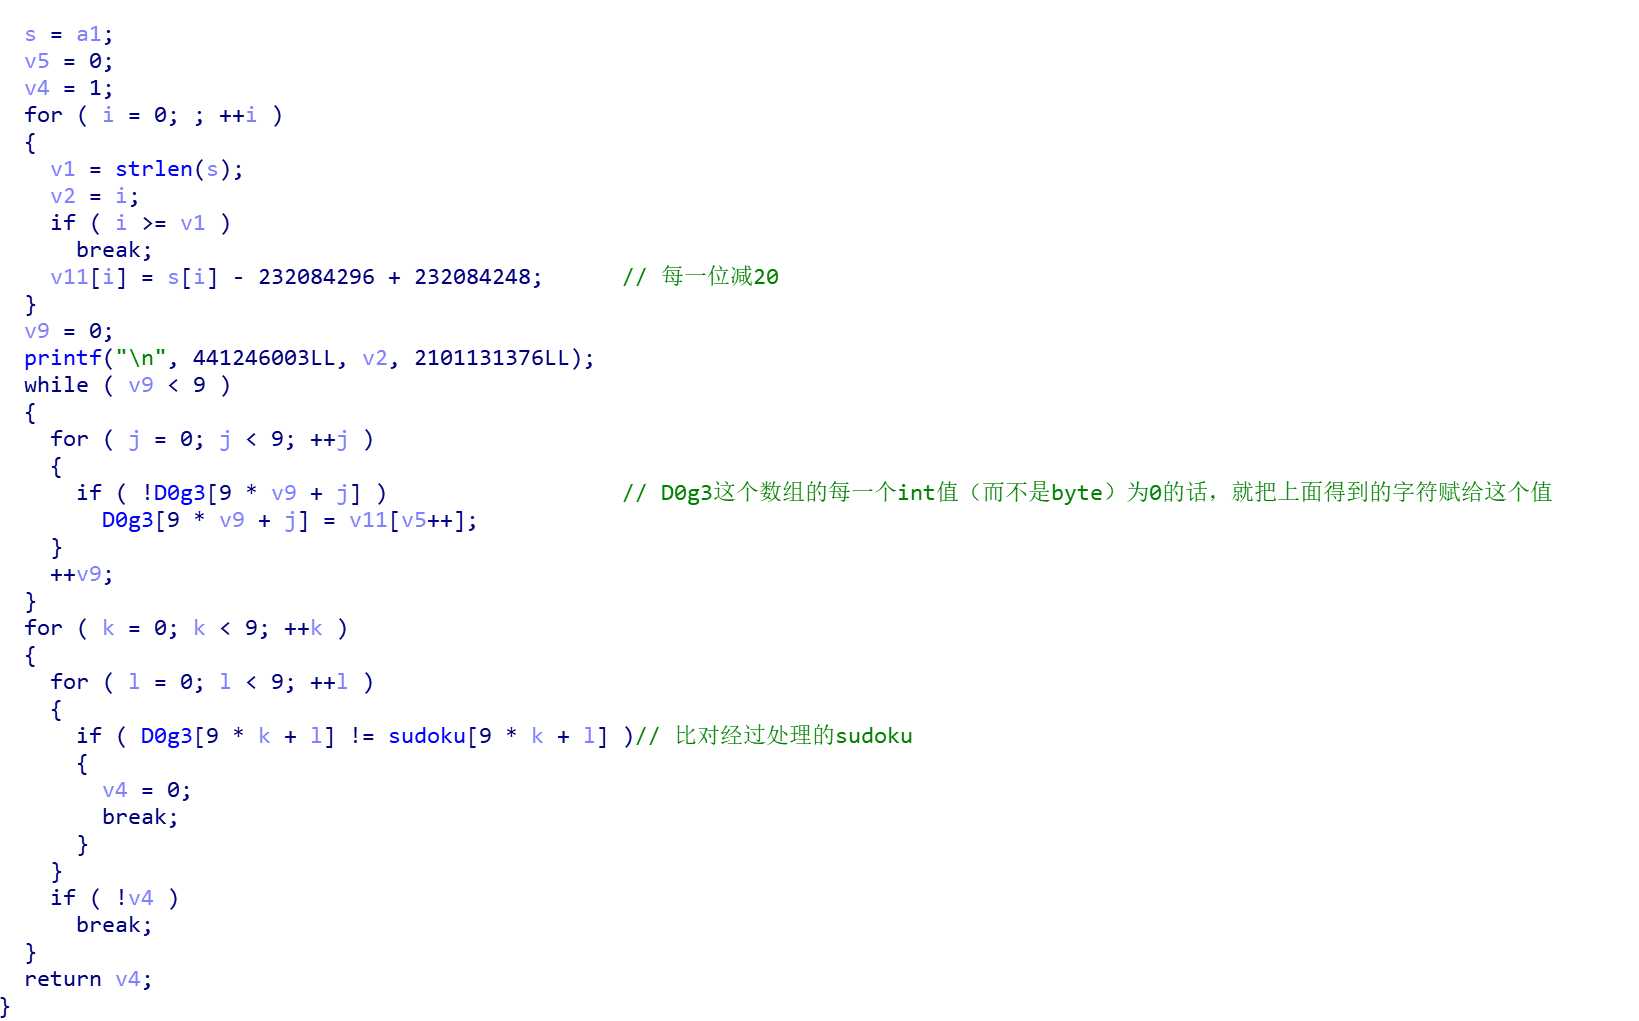 s = a1;
v5 = 0;
v4 = 1;
for ( i = 0; ; ++i )
{
v1 = strlen(s);
v2 = i;
if ( i >= v1 )
break;
v11[i] = s[i] - 232084296 + 232084248; // 每一位减20
}
v9 = 0;
printf("\n", 441246003LL, v2, 2101131376LL);
while ( v9 < 9 )
{
for ( j = 0; j < 9; ++j )
{
if ( !D0g3[9 * v9 + j] ) // D0g3这个数组的每一个int值（而不是byte）为0的话，就把上面得到的字符赋给这个值
D0g3[9 * v9 + j] = v11[v5++];
}
++v9;
}
for ( k = 0; k < 9; ++k )
{
for ( l = 0; l < 9; ++l )
{
if ( D0g3[9 * k + l] != sudoku[9 * k + l] )// 比对经过处理的sudoku
{
v4 = 0;
break;
}
}
if ( !v4 )
break;
}
return v4;
}